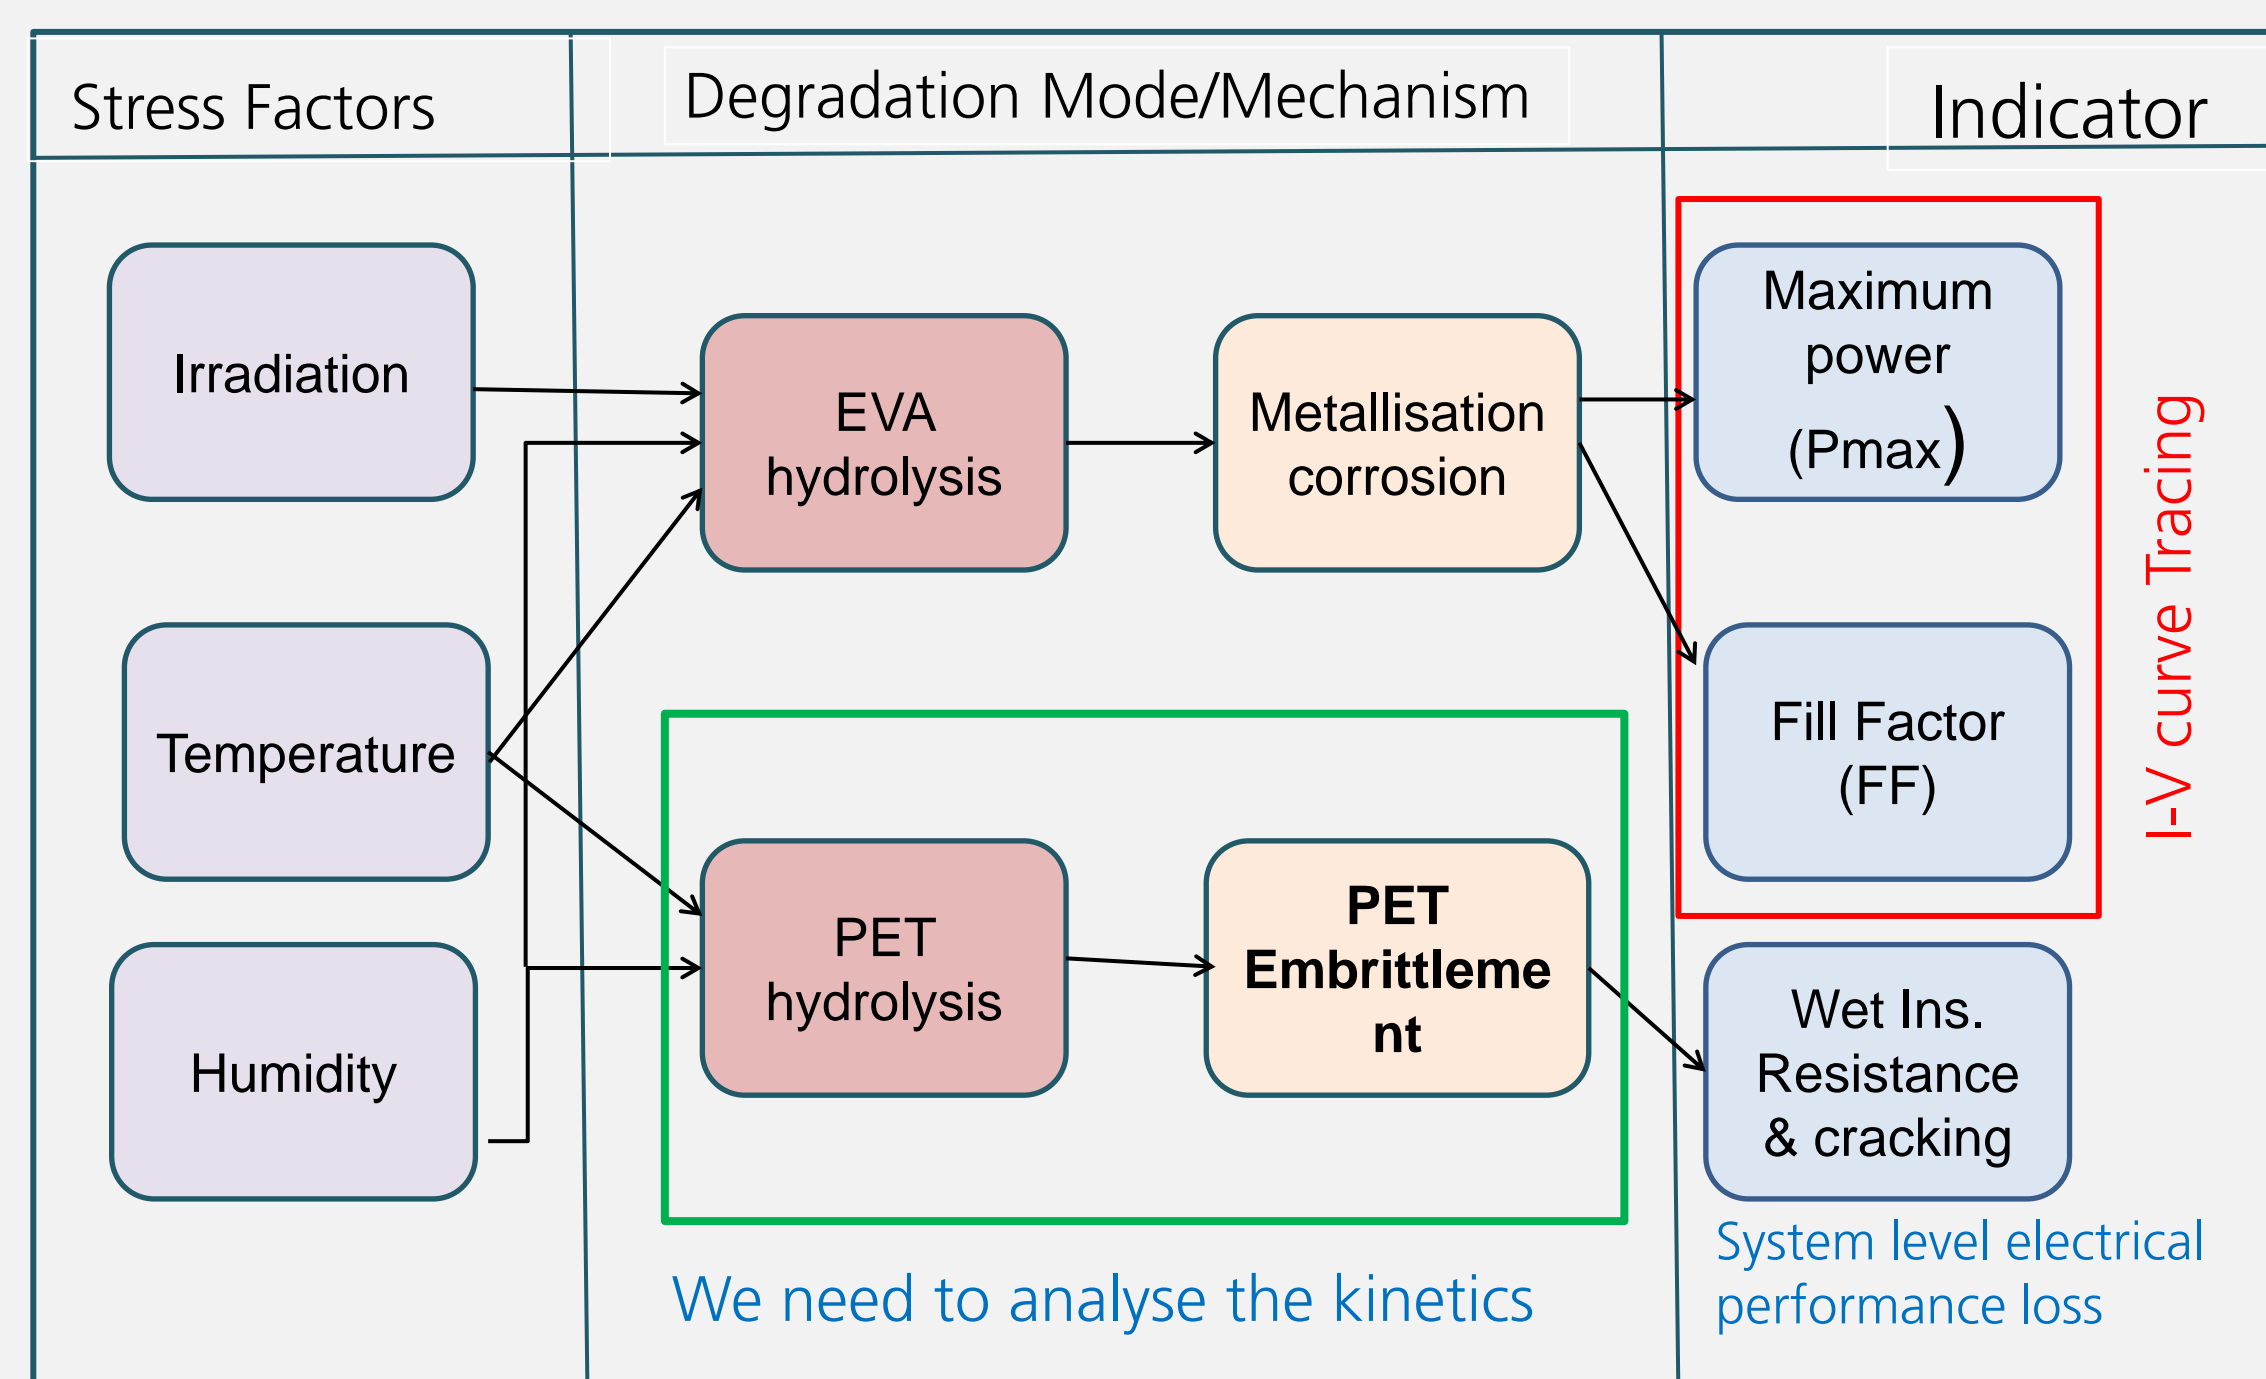 Stress Factors
Degradation Mode/Mechanism
Indicator
Irradiation
Temperature
Humidity
EVA
hydrolysis
Metallisation
corrosion
PET
hydrolysis
PET
Embrittleme
nt
We need to analyse the kinetics
Maximum
power
(Pmax)
Fill Factor
(FF)
I-V curve Tracing
Wet Ins.
Resistance
& cracking
System level electrical
performance loss